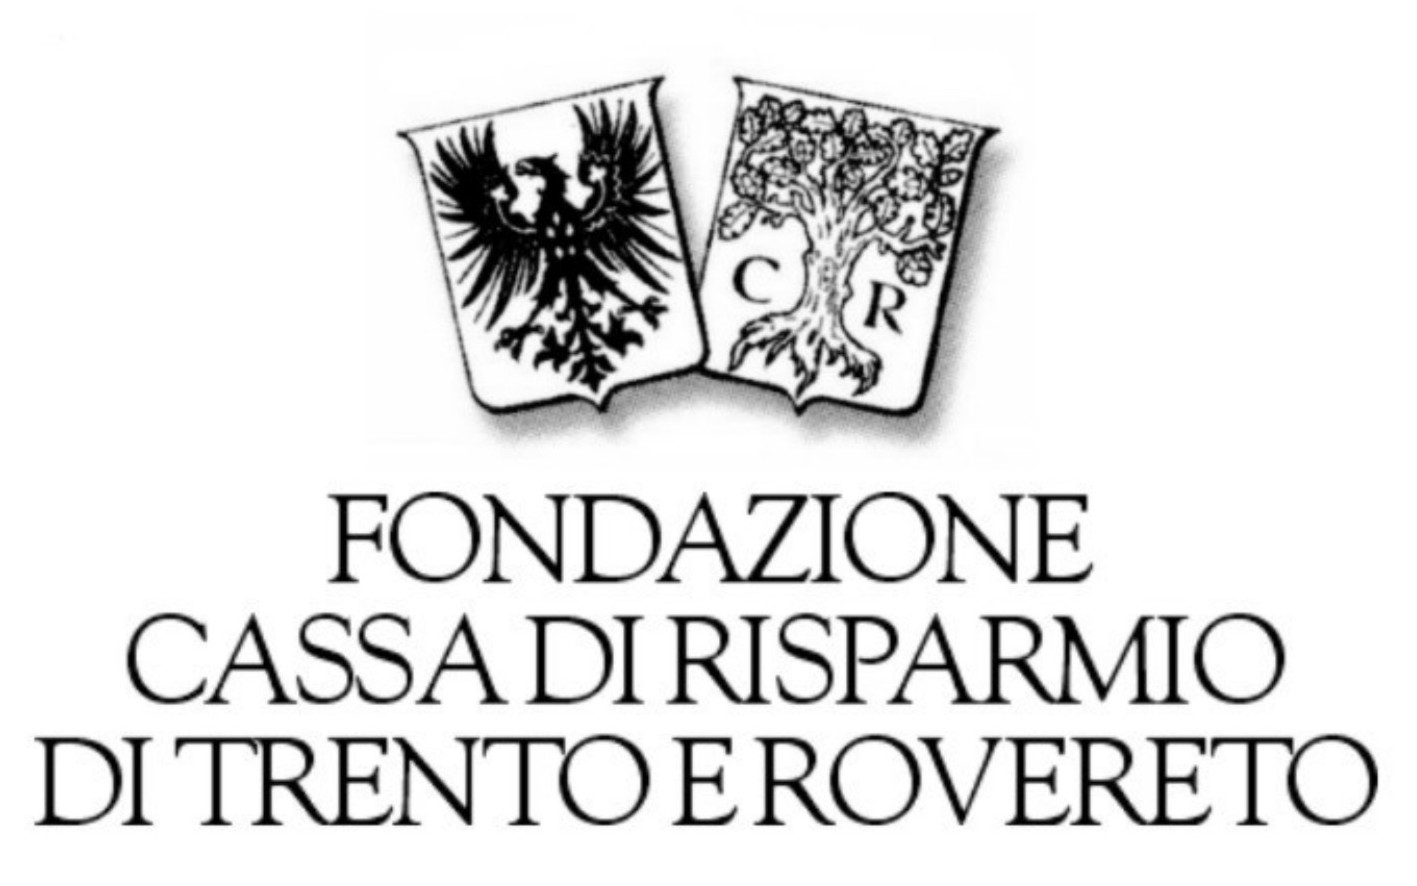 C R
FONDAZIONE
CASSA DI RISPARMIO
DI TRENTO E ROVERETO